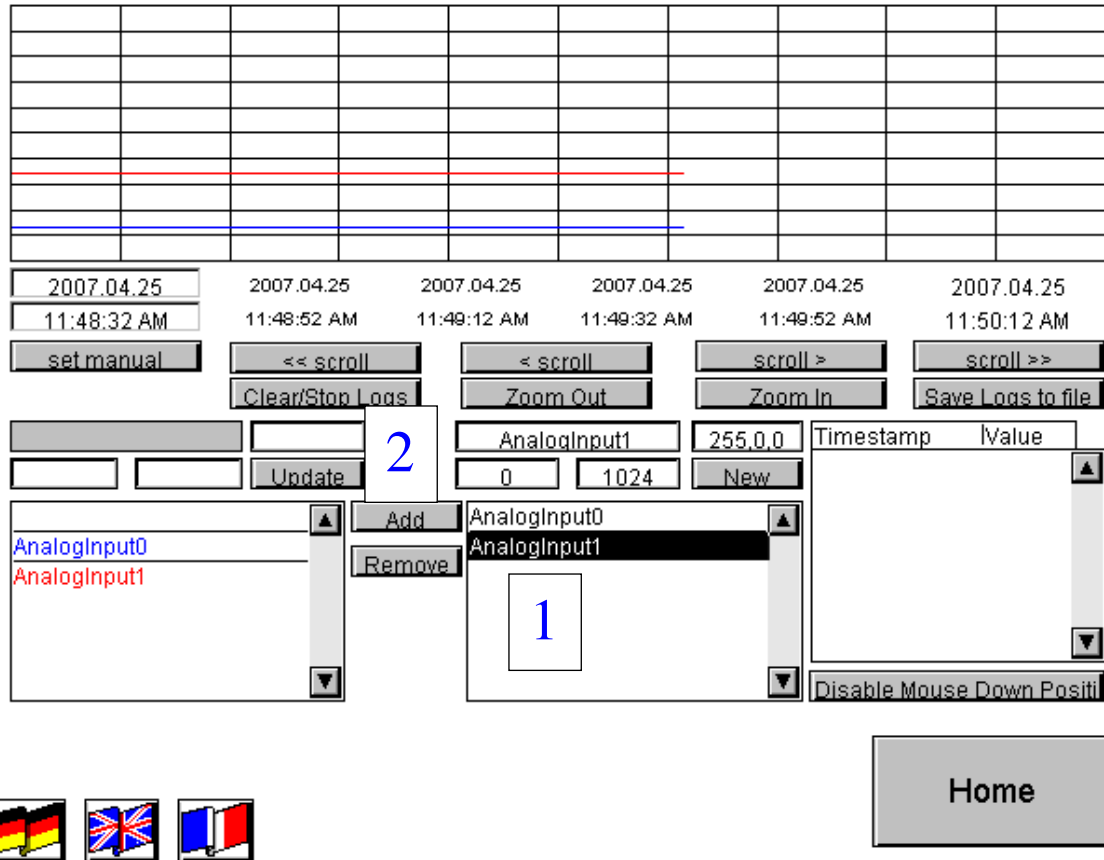 2007.04.25 2007.04.25 2007.04.25 2007.04.25 2007.04.25 2007.04.25
11:48:32 AM 11:48:52 AM 11:49:12 AM 11:49:32 AM 11:49:52 AM 11:50:12 AM
set manual << scroll < scroll scroll > scroll >>
Clear/Stop Logs Zoom Out Zoom In Save Logs to file
2 AnalogInput1 255,0,0 Timestamp Value
Update 0 1024 New
Add AnalogInput0
AnalogInput0 AnalogInput1
Remove
AnalogInput1
1
Disable Mouse Down Positi
Home